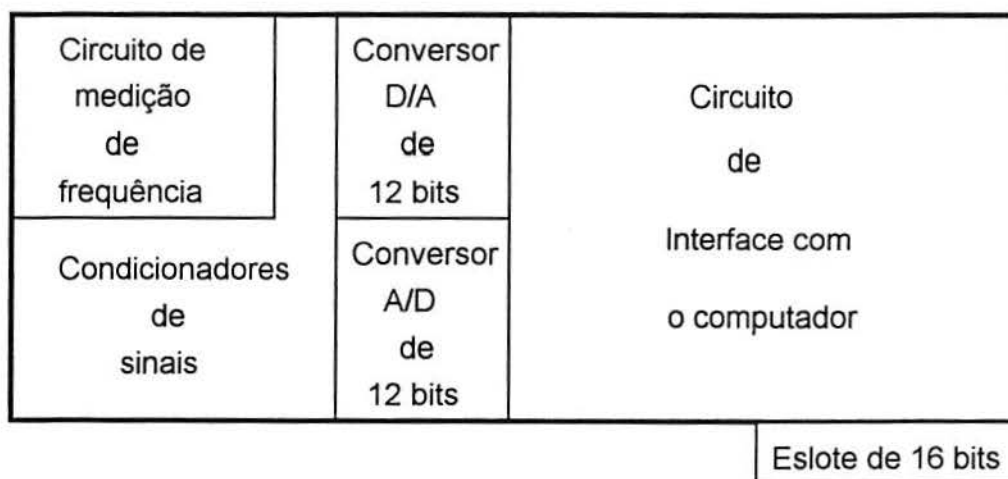 Circuito de
medição
de
frequência
Condicionadores
de
sinais
Conversor
D/A
de
12 bits
Conversor
A/D
de
12 bits
Circuito
de
Interface com
o computador
Eslote de 16 bits